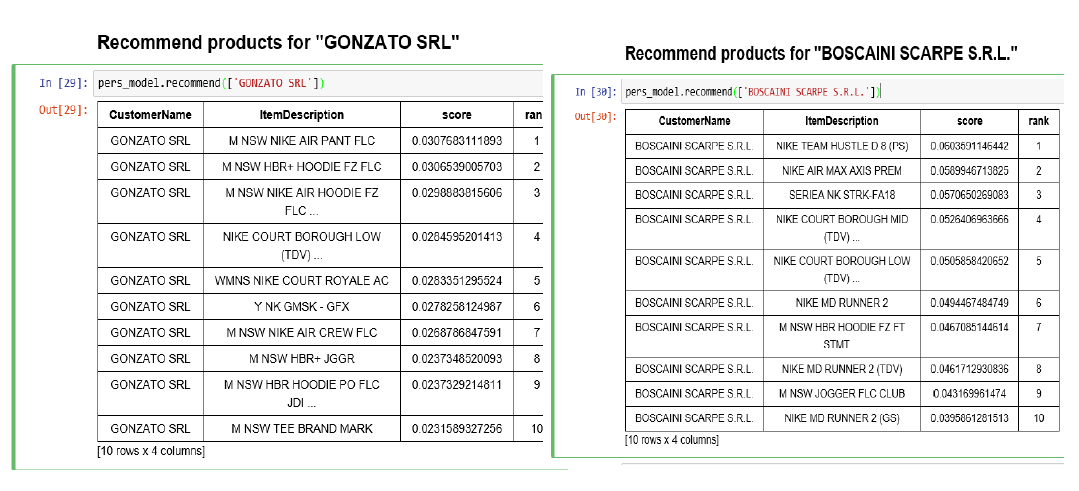 Recommend products for "GONZATO SRL"
In [29]: pers_model.recommend(['GONZATO SRL'])
Out[29]:
CustomerName ItemDescription score ran
GONZATO SRL M NSW NIKE AIR PANT FLC 0.0307683111893 1
GONZATO SRL M NSW HBR+ HOODIE FZ FLC 0.0306539005703 2
GONZATO SRL M NSW NIKE AIR HOODIE FZ 0.0298883815606 3
FLC ...
GONZATO SRL NIKE COURT BOROUGH LOW 0.0284595201413 4
(TDV) ...
GONZATO SRL WMNS NIKE COURT ROYALE AC 0.0283351295524 5
GONZATO SRL Y NK GMSK - GFX 0.0278258124987 6
GONZATO SRL M NSW NIKE AIR CREW FLC 0.0268786847591 7
GONZATO SRL M NSW HBR+ JGGR 0.0237348520093 8
GONZATO SRL M NSW HBR HOODIE PO FLC 0.0237329214811 9
JDI ...
GONZATO SRL M NSW TEE BRAND MARK 0.0231589327256 10
[10 rows x 4 columns]
Recommend products for "BOSCAINI SCARPE S.R.L."
In [30]: pers_model.recommend(['BOSCAINI SCARPE S.R.L.'])
Out[30]:
CustomerName ItemDescription score rank
BOSCAINI SCARPE S.R.L. NIKE TEAM HUSTLE D 8 (PS) 0.0603591146442 1
BOSCAINI SCARPE S.R.L. NIKE AIR MAX AXIS PREM 0.0589946713825 2
BOSCAINI SCARPE S.R.L. SERIEA NK STRK-FA18 0.0570650269083 3
BOSCAINI SCARPE S.R.L. NIKE COURT BOROUGH MID 0.0526406963666 4
(TDV) ...
BOSCAINI SCARPE S.R.L. NIKE COURT BOROUGH LOW 0.0505858420652 5
(TDV) ...
BOSCAINI SCARPE S.R.L. NIKE MD RUNNER 2 0.0494467484749 6
BOSCAINI SCARPE S.R.L. M NSW HBR HOODIE FZ FT 0.0467085144614 7
STMT
BOSCAINI SCARPE S.R.L. NIKE MD RUNNER 2 (TDV) 0.0461712930836 8
BOSCAINI SCARPE S.R.L. M NSW JOGGER FLC CLUB 0.043169961474 9
BOSCAINI SCARPE S.R.L. NIKE MD RUNNER 2 (GS) 0.0395861281513 10
[10 rows x 4 columns]